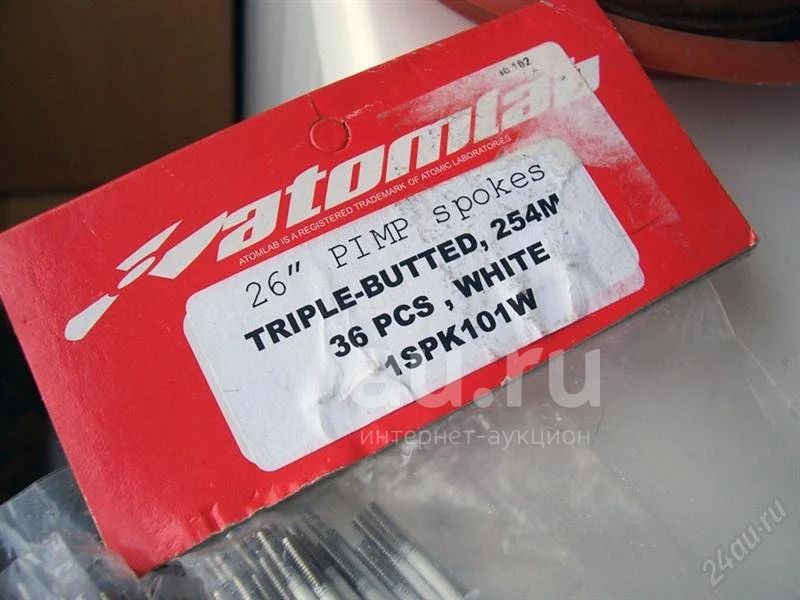 atomlab
ATOMLAB IS A REGISTERED TRADEMARK OF ATOMIC LABORATORIES
26" PIMP spokes
TRIPLE-BUTTED, 254M
36 PCS , WHITE
1SPK101W
au.ru
интернет-аукцион
24au.ru